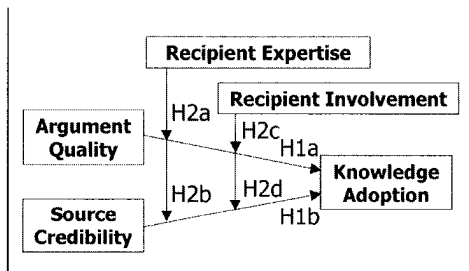 Recipient Expertise
Recipient Involvement
H2a
H2c
Argument
Quality
H1a
Knowledge
Adoption
H2b
H2d
H1b
Source
Credibility